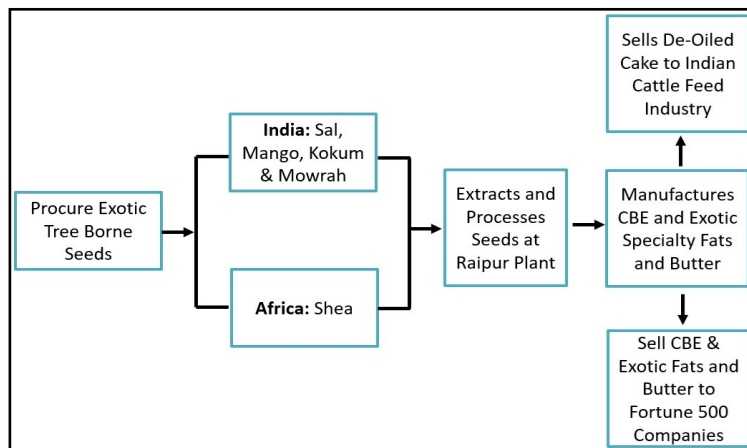 Procure Exotic
Tree Borne
Seeds
India: Sal,
Mango, Kokum
& Mowrah
Africa: Shea
Extracts and
Processes
Seeds at
Raipur Plant
Sells De-Oiled
Cake to Indian
Cattle Feed
Industry
Manufactures
CBE and Exotic
Specialty Fats
and Butter
Sell CBE &
Exotic Fats and
Butter to
Fortune 500
Companies